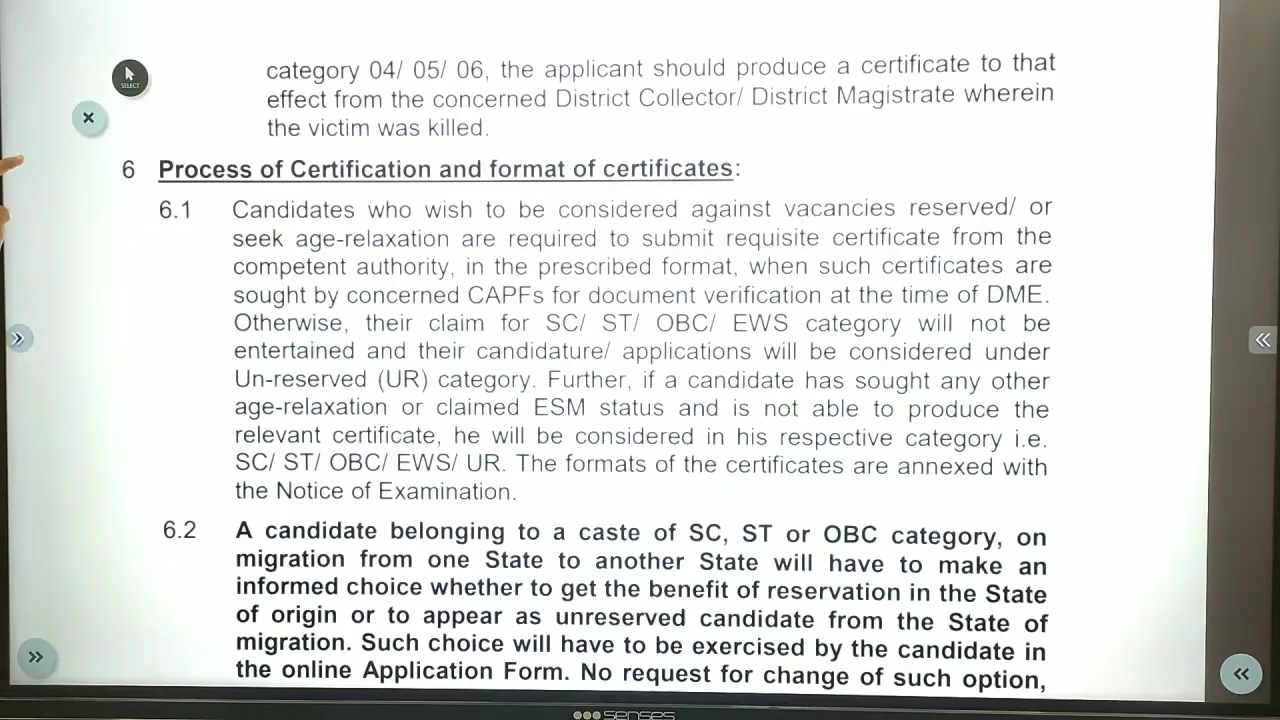 category 04/ 05/ 06, the applicant should produce a certificate to that
effect from the concerned District Collector/ District Magistrate wherein
the victim was killed.
SELECT
6 Process of Certification and format of certificates:
6.1 Candidates who wish to be considered against vacancies reserved/ or
seek age-relaxation are required to submit requisite certificate from the
competent authority, in the prescribed format, when such certificates are
sought by concerned CAPFs for document verification at the time of DME.
Otherwise, their claim for SC/ ST/ OBC/ EWS category will not be
entertained and their candidature/ applications will be considered under
Un-reserved (UR) category. Further, if a candidate has sought any other
age-relaxation or claimed ESM status and is not able to produce the
relevant certificate, he will be considered in his respective category i.e.
SC/ ST/ OBC/ EWS/ UR. The formats of the certificates are annexed with
the Notice of Examination.
6.2 A candidate belonging to a caste of SC, ST or OBC category, on
migration from one State to another State will have to make an
informed choice whether to get the benefit of reservation in the State
of origin or to appear as unreserved candidate from the State of
migration. Such choice will have to be exercised by the candidate in
the online Application Form. No request for change of such option,
senses